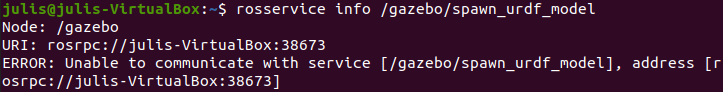 julis@julis-VirtualBox:~$ rosservice info /gazebo/spawn_urdf_model
Node: /gazebo
URI: rosrpc://julis-VirtualBox:38673
ERROR: Unable to communicate with service [/gazebo/spawn_urdf_model], address [r
osrpc://julis-VirtualBox:38673]